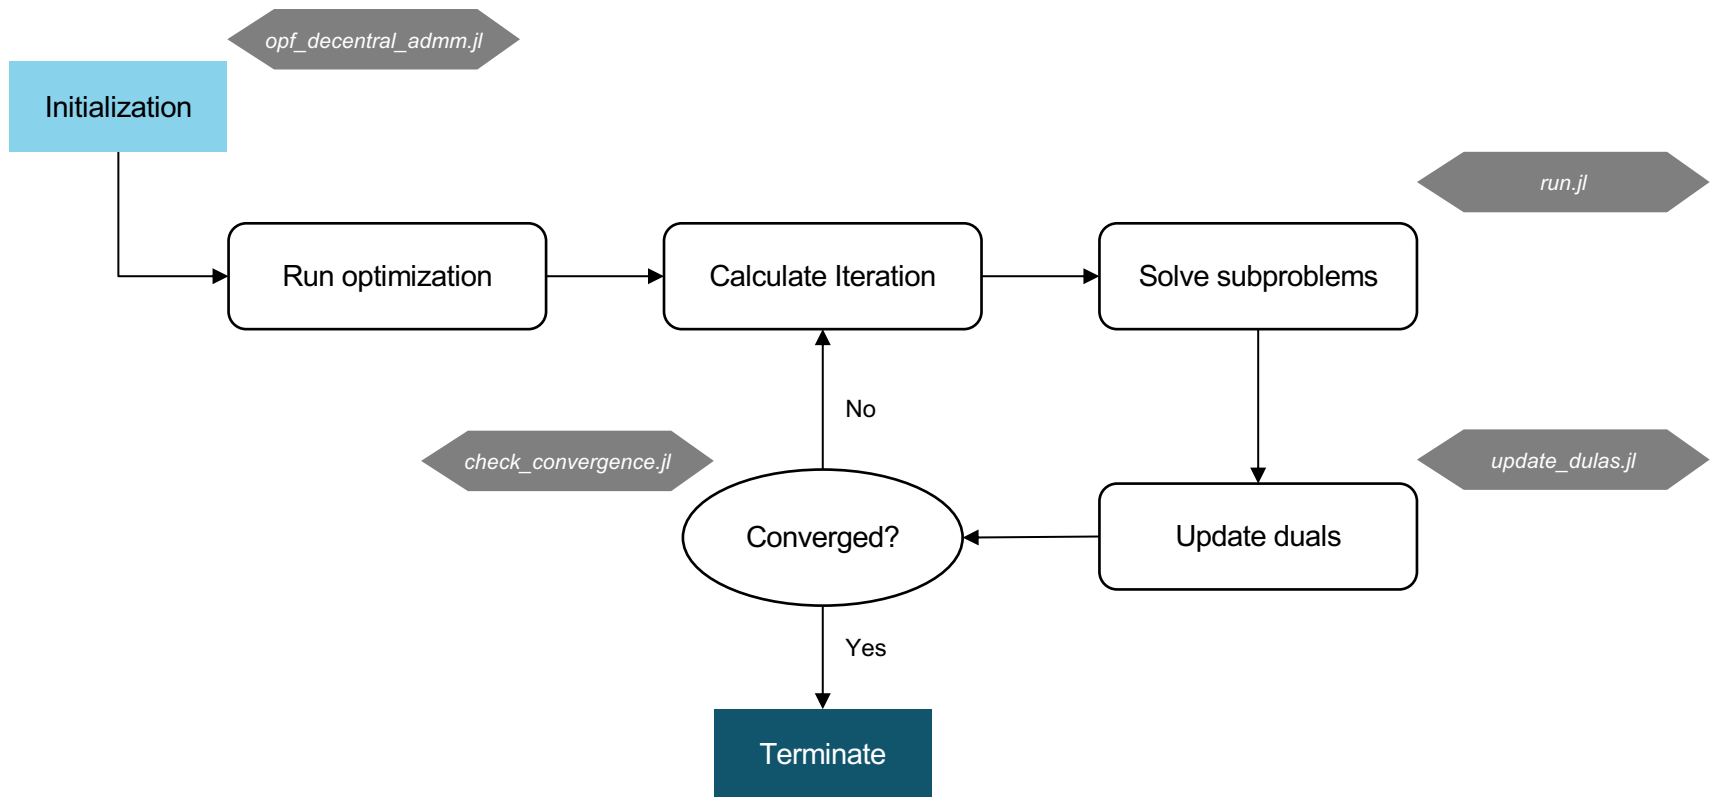 opf_decentral_admm.jl
Initialization
run.jl
Run optimization
Calculate Iteration
Solve subproblems
No
check_convergence.jl
update_dulas.jl
Converged?
Update duals
Yes
Terminate